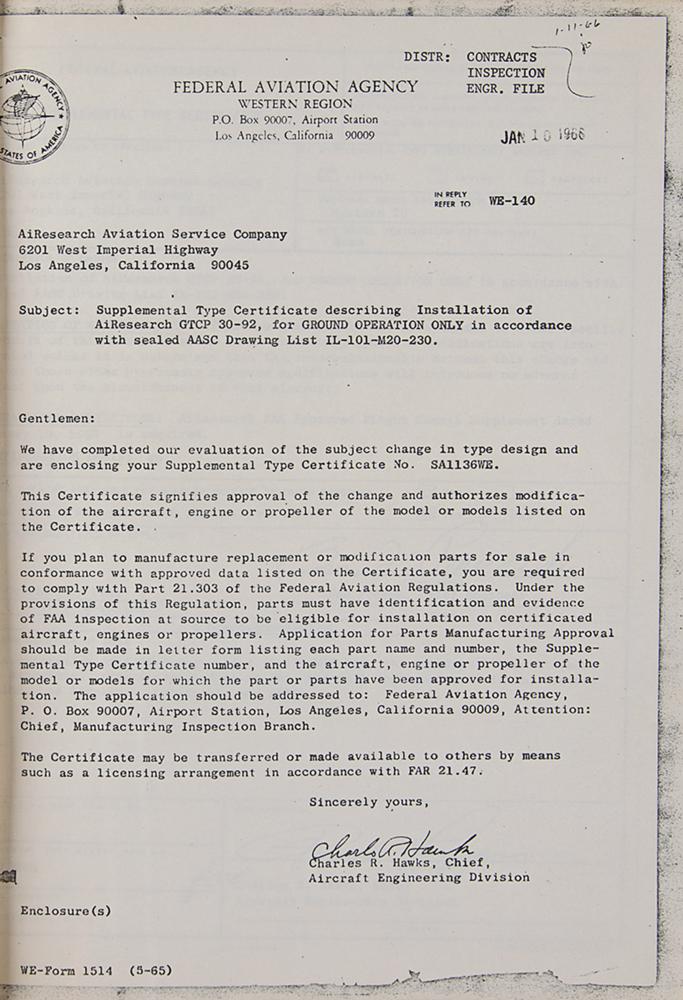 1-11-66
DISTR: CONTRACTS
INSPECTION
ENGR. FILE
AVIATION AGENCY
STATES OF AMERICA
FEDERAL AVIATION AGENCY
WESTERN REGION
P.O. Box 90007, Airport Station
Los Angeles, California 90009
JAN 10 1966
IN REPLY
REFER TO WE-140
AiResearch Aviation Service Company
6201 West Imperial Highway
Los Angeles, California 90045
Subject: Supplemental Type Certificate describing Installation of
AiResearch GTCP 30-92, for GROUND OPERATION ONLY in accordance
with sealed AASC Drawing List IL-101-M20-230.
Gentlemen:
We have completed our evaluation of the subject change in type design and
are enclosing your Supplemental Type Certificate No. SA1136WE.
This Certificate signifies approval of the change and authorizes modifica-
tion of the aircraft, engine or propeller of the model or models listed on
the Certificate.
If you plan to manufacture replacement or modification parts for sale in
conformance with approved data listed on the Certificate, you are required
to comply with Part 21.303 of the Federal Aviation Regulations. Under the
provisions of this Regulation, parts must have identification and evidence
of FAA inspection at source to be eligible for installation on certificated
aircraft, engines or propellers. Application for Parts Manufacturing Approval
should be made in letter form listing each part name and number, the Supple-
mental Type Certificate number, and the aircraft, engine or propeller of the
model or models for which the part or parts have been approved for installa-
tion. The application should be addressed to: Federal Aviation Agency,
P. O. Box 90007, Airport Station, Los Angeles, California 90009, Attention:
Chief, Manufacturing Inspection Branch.
The Certificate may be transferred or made available to others by means
such as a licensing arrangement in accordance with FAR 21.47.
Sincerely yours,
Charles R. Hawks
Charles R. Hawks, Chief,
Aircraft Engineering Division
Enclosure(s)
WE-Form 1514 (5-65)